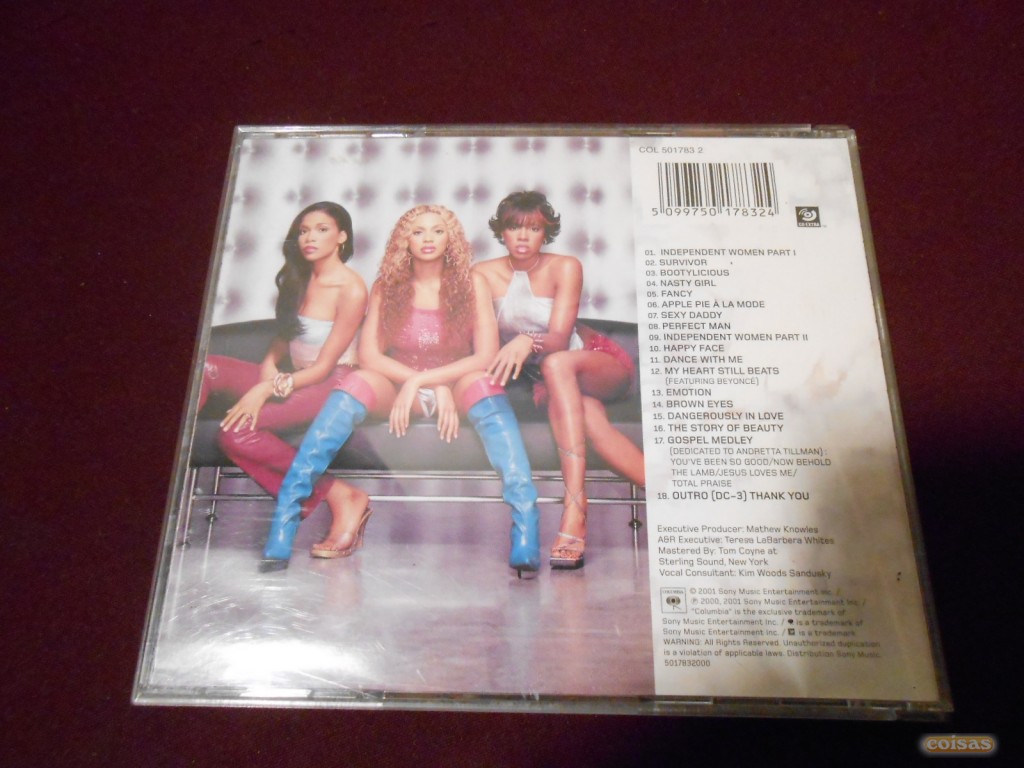 COL 501783 2
5 099750 178324
CD EXTRA
01. INDEPENDENT WOMEN PART I
02. SURVIVOR
03. BOOTYLICIOUS
04. NASTY GIRL
05. FANCY
06. APPLE PIE À LA MODE
07. SEXY DADDY
08. PERFECT MAN
09. INDEPENDENT WOMEN PART II
10. HAPPY FACE
11. DANCE WITH ME
12. MY HEART STILL BEATS
(FEATURING BEYONCÉ)
13. EMOTION
14. BROWN EYES
15. DANGEROUSLY IN LOVE
16. THE STORY OF BEAUTY
17. GOSPEL MEDLEY
(DEDICATED TO ANDRETTA TILLMAN) :
YOU'VE BEEN SO GOOD/NOW BEHOLD
THE LAMB/JESUS LOVES ME/
TOTAL PRAISE
18. OUTRO (DC-3) THANK YOU
Executive Producer: Mathew Knowles
A&R Executive: Teresa LaBarbera Whites
Mastered By: Tom Coyne at
Sterling Sound, New York
Vocal Consultant: Kim Woods Sandusky
COLUMBIA
© 2001 Sony Music Entertainment Inc. /
℗ 2000, 2001 Sony Music Entertainment Inc. /
"Columbia" is the exclusive trademark of
Sony Music Entertainment Inc. / is a trademark of
Sony Music Entertainment Inc. / is a trademark
WARNING: All Rights Reserved. Unauthorized duplication
is a violation of applicable laws. Distribution Sony Music.
5017832000
coisas